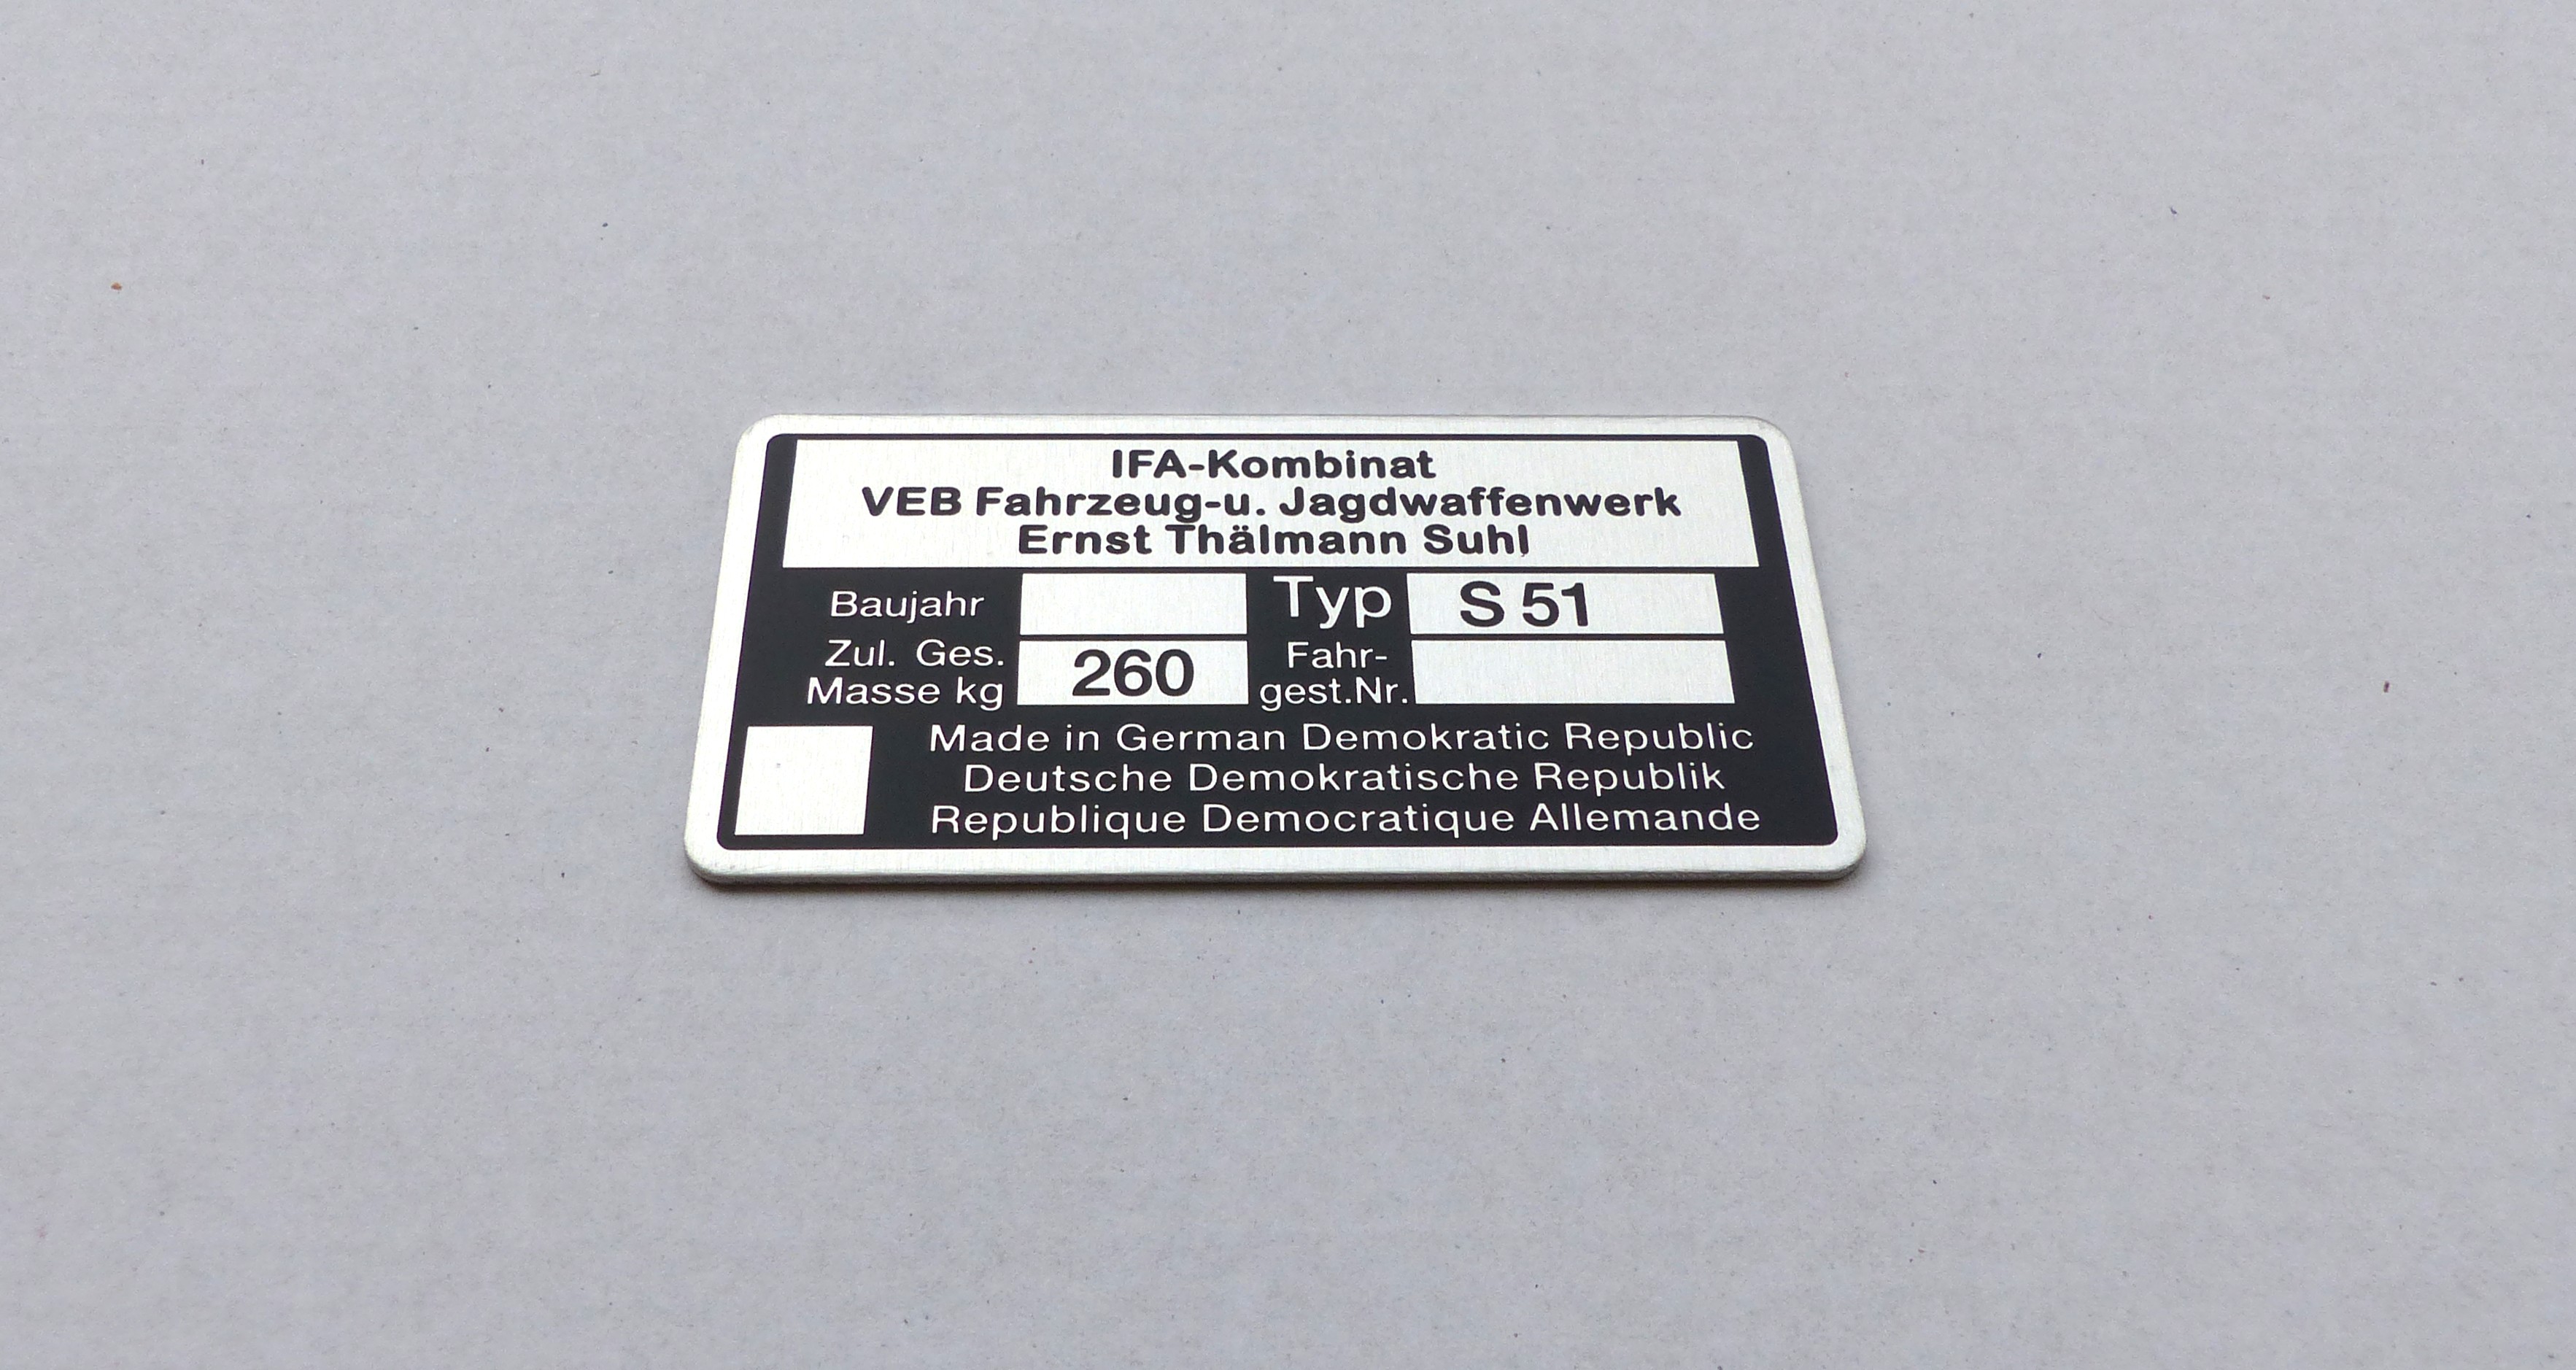 IFA-Kombinat
VEB Fahrzeug-u. Jagdwaffenwerk
Ernst Thälmann Suhl
Baujahr Typ S 51
Zul. Ges.
Masse kg 260 Fahr-
gest.Nr.
Made in German Demokratic Republic
Deutsche Demokratische Republik
Republique Democratique Allemande